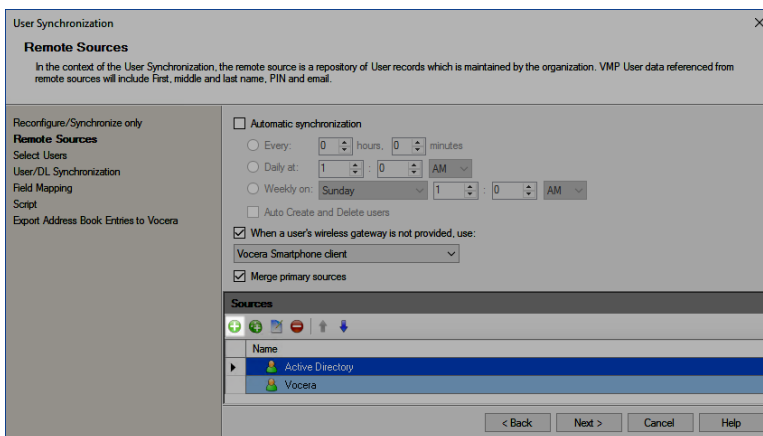 User Synchronization
Remote Sources
In the context of the User Synchronization, the remote source is a repository of User records which is maintained by the organization. VMP User data referenced from
remote sources will include First, middle and last name, PIN and email.
Reconfigure/Synchronize only
Remote Sources
Select Users
User/DL Synchronization
Field Mapping
Script
Export Address Book Entries to Vocera
Automatic synchronization
Every: 0 hours, 0 minutes
Daily at: 1 : 0 AM
Weekly on: Sunday 1 : 0 AM
Auto Create and Delete users
When a user's wireless gateway is not provided, use:
Vocera Smartphone client
Merge primary sources
Sources
Name
Active Directory
Vocera
< Back Next > Cancel Help